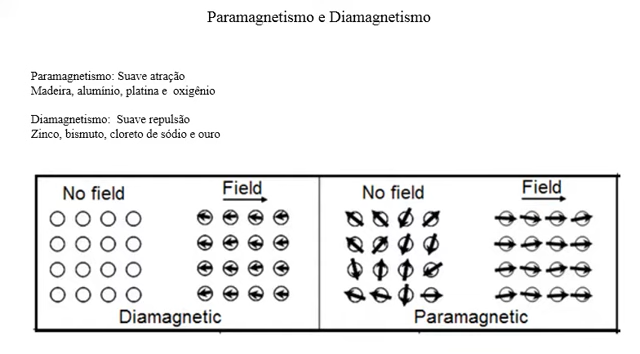 Paramagnetismo e Diamagnetismo
Paramagnetismo: Suave atração
Madeira, alumínio, platina e oxigênio
Diamagnetismo: Suave repulsão
Zinco, bismuto, cloreto de sódio e ouro
No field
Field
Diamagnetic
No field
Field
Paramagnetic